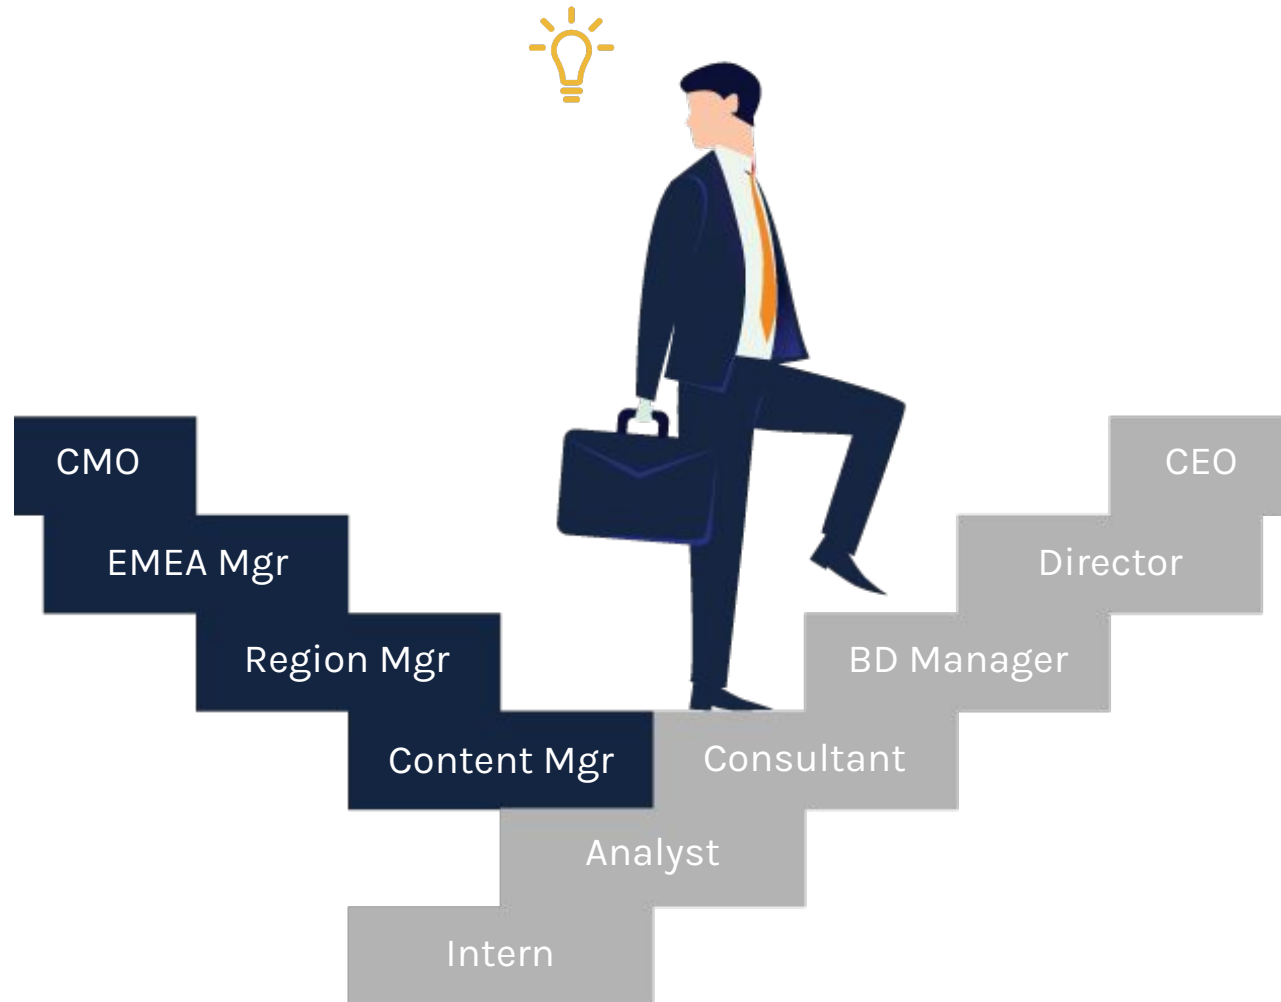 CMO
CEO
EMEA Mgr
Director
Region Mgr
BD Manager
Content Mgr
Consultant
Analyst
Intern